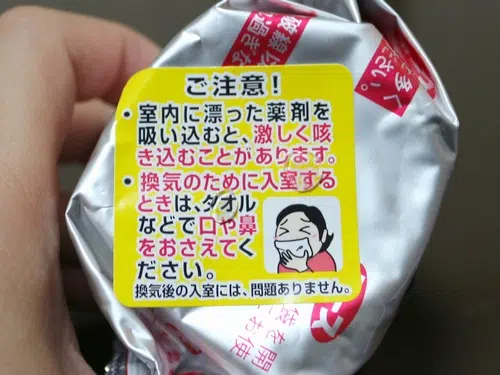 ご注意！
・室内に漂った薬剤を
吸い込むと、激しく咳
き込むことがあります。
・換気のために入室する
ときは、タオル
などで口や鼻
をおさえてく
ださい。
換気後の入室には、問題ありません。